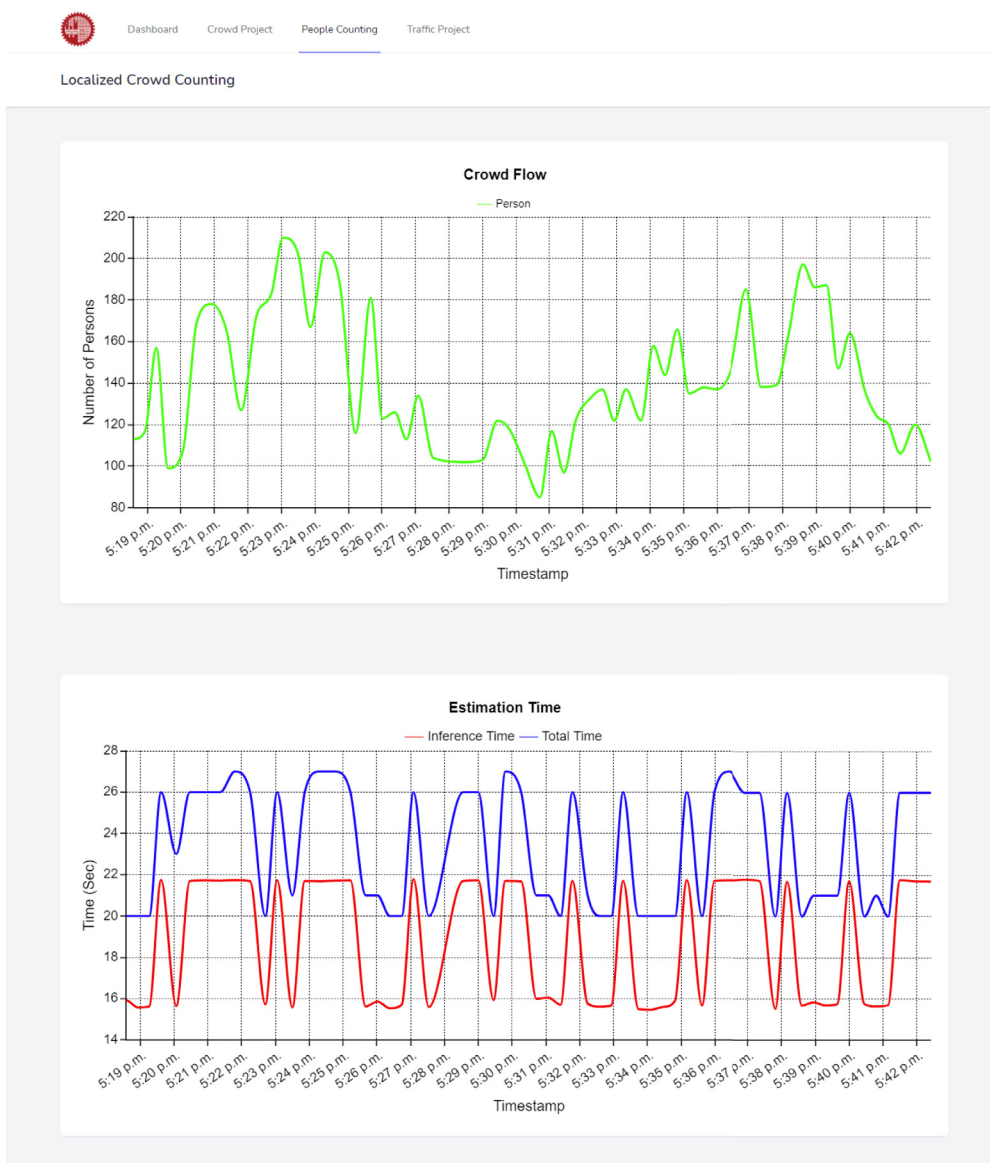 Dashboard Crowd Project People Counting Traffic Project
Localized Crowd Counting
Crowd Flow
Person
220
200
180
160
140
120
100
80
Number of Persons
5:19 p.m. 5:20 p.m. 5:21 p.m. 5:22 p.m. 5:23 p.m. 5:24 p.m. 5:25 p.m. 5:26 p.m. 5:27 p.m. 5:28 p.m. 5:29 p.m. 5:30 p.m. 5:31 p.m. 5:32 p.m. 5:33 p.m. 5:34 p.m. 5:35 p.m. 5:36 p.m. 5:37 p.m. 5:38 p.m. 5:39 p.m. 5:40 p.m. 5:41 p.m. 5:42 p.m.
Timestamp
Estimation Time
Inference Time Total Time
28
26
24
22
20
18
16
14
Time (Sec)
5:19 p.m. 5:20 p.m. 5:21 p.m. 5:22 p.m. 5:23 p.m. 5:24 p.m. 5:25 p.m. 5:26 p.m. 5:27 p.m. 5:28 p.m. 5:29 p.m. 5:30 p.m. 5:31 p.m. 5:32 p.m. 5:33 p.m. 5:34 p.m. 5:35 p.m. 5:36 p.m. 5:37 p.m. 5:38 p.m. 5:39 p.m. 5:40 p.m. 5:41 p.m. 5:42 p.m.
Timestamp